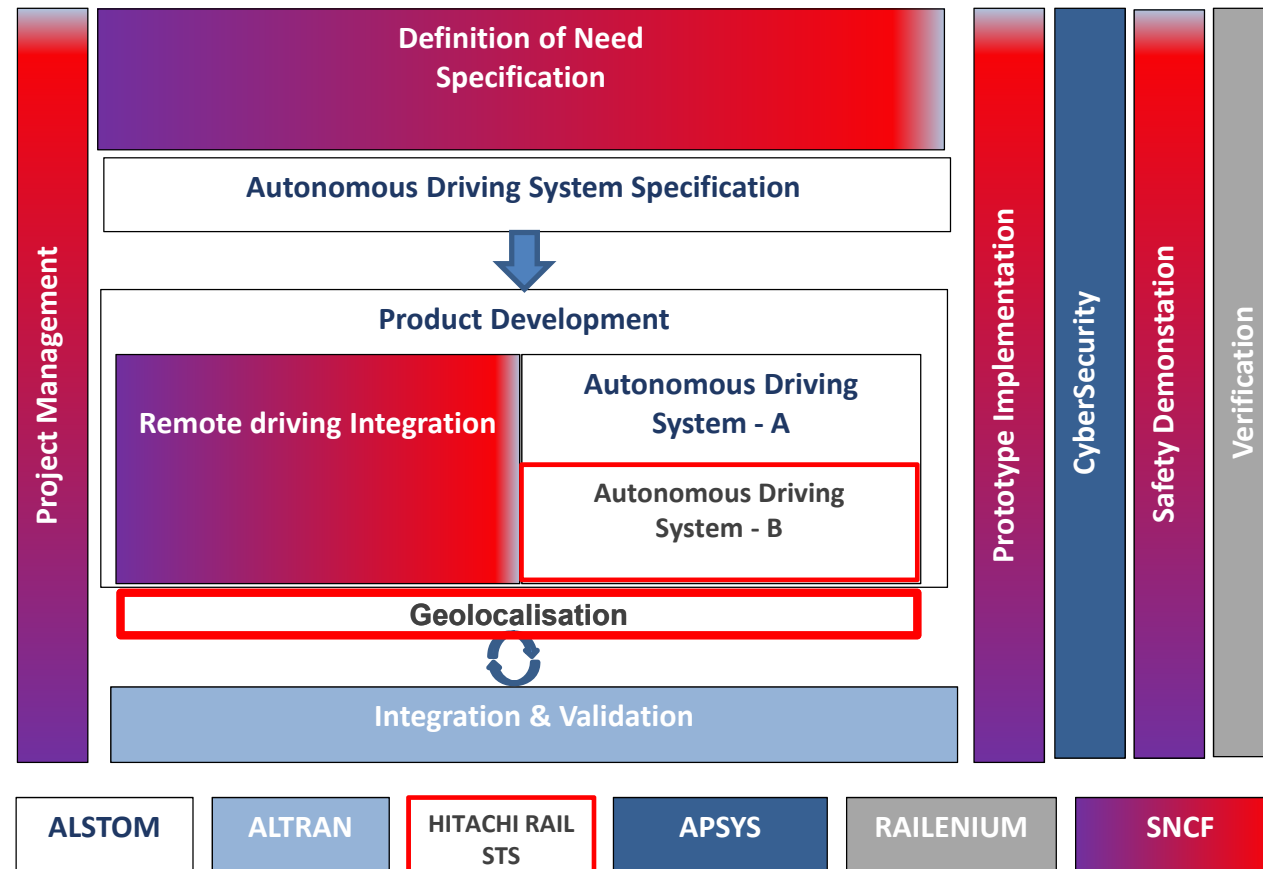 Project Management
Definition of Need
Specification
Autonomous Driving System Specification
Product Development
Remote driving Integration
Autonomous Driving
System - A
Autonomous Driving
System - B
Geolocalisation
Integration & Validation
Prototype Implementation
CyberSecurity
Safety Demonstation
Verification
ALSTOM
ALTRAN
HITACHI RAIL
STS
APSYS
RAILENIUM
SNCF